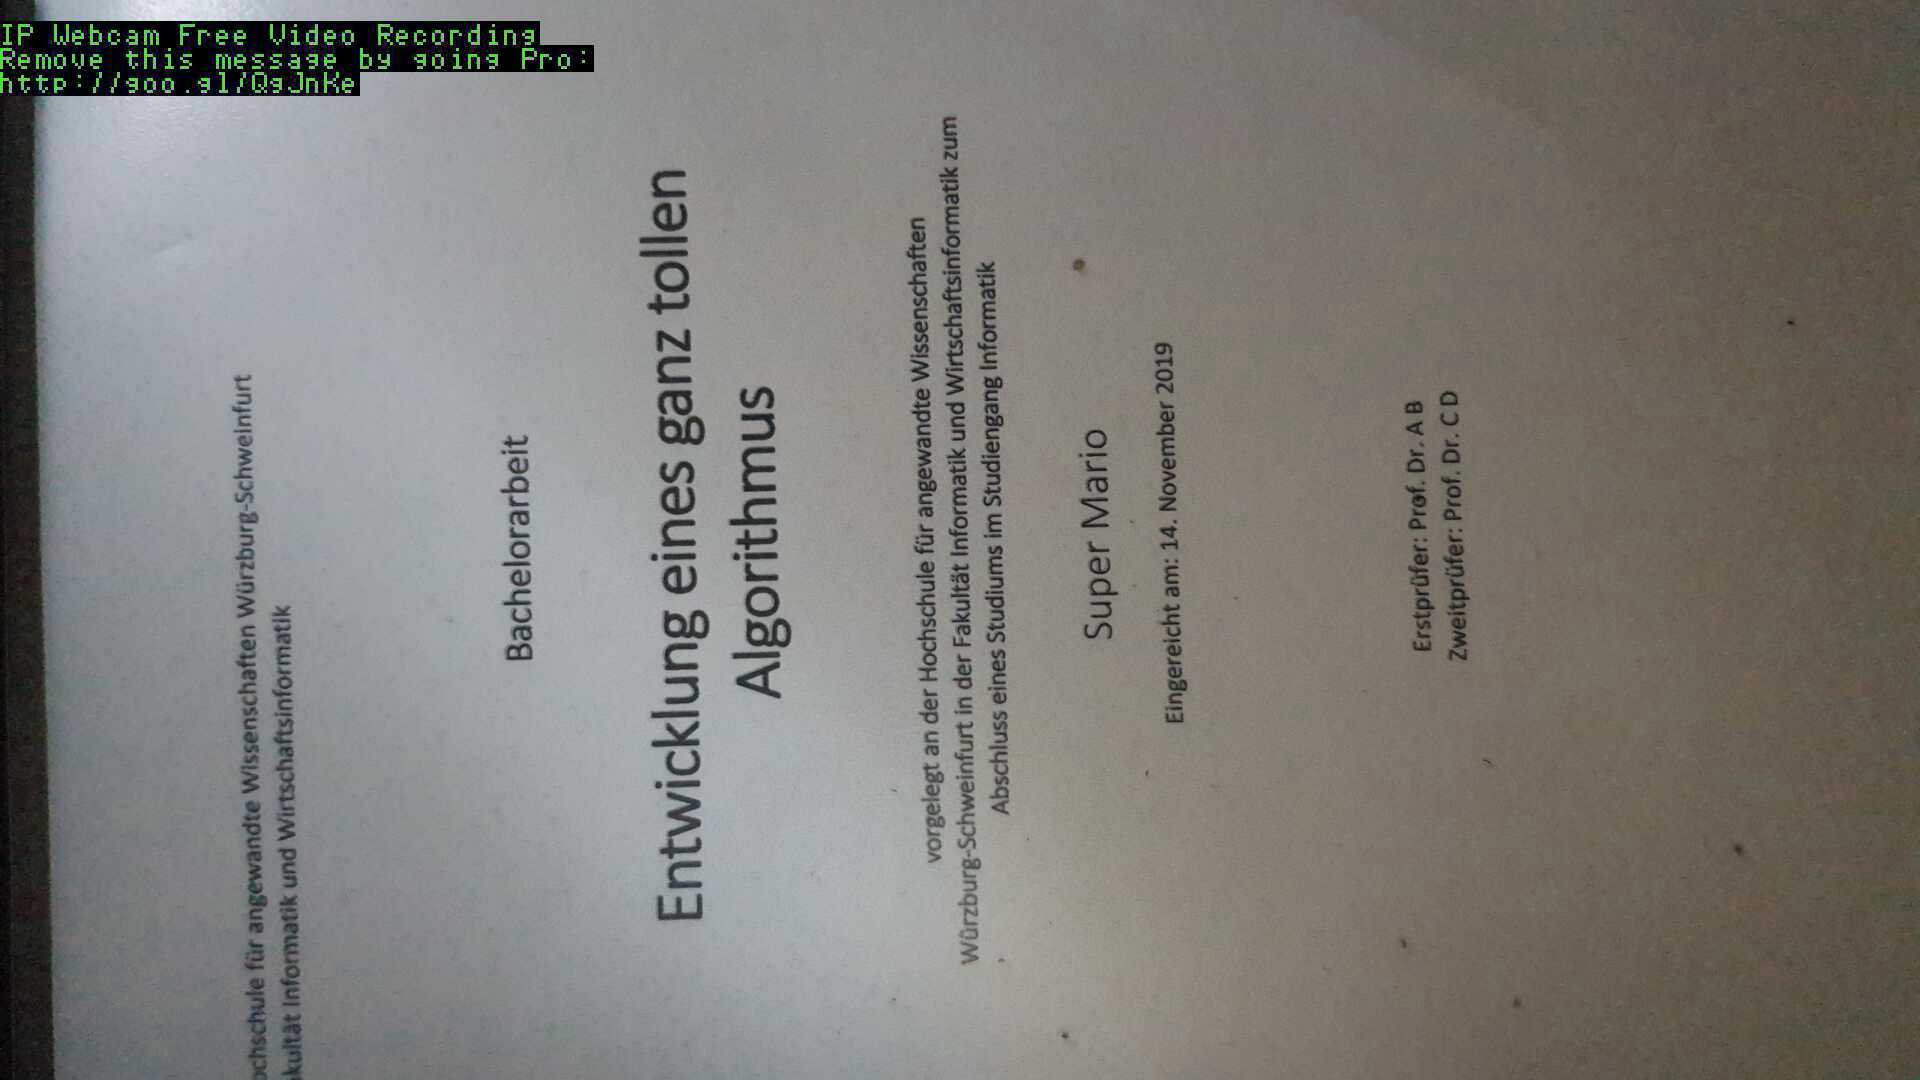 IP Webcam Free Video Recording
Remove this message by going Pro:
http://goo.gl/QgJnKe
ochschule für angewandte Wissenschaften Würzburg-Schweinfurt
kultät Informatik und Wirtschaftsinformatik
Bachelorarbeit
Entwicklung eines ganz tollen
Algorithmus
vorgelegt an der Hochschule für angewandte Wissenschaften
Würzburg-Schweinfurt in der Fakultät Informatik und Wirtschaftsinformatik zum
Abschluss eines Studiums im Studiengang Informatik
Super Mario
Eingereicht am: 14. November 2019
Erstprüfer: Prof. Dr. A B
Zweitprüfer: Prof. Dr. C D